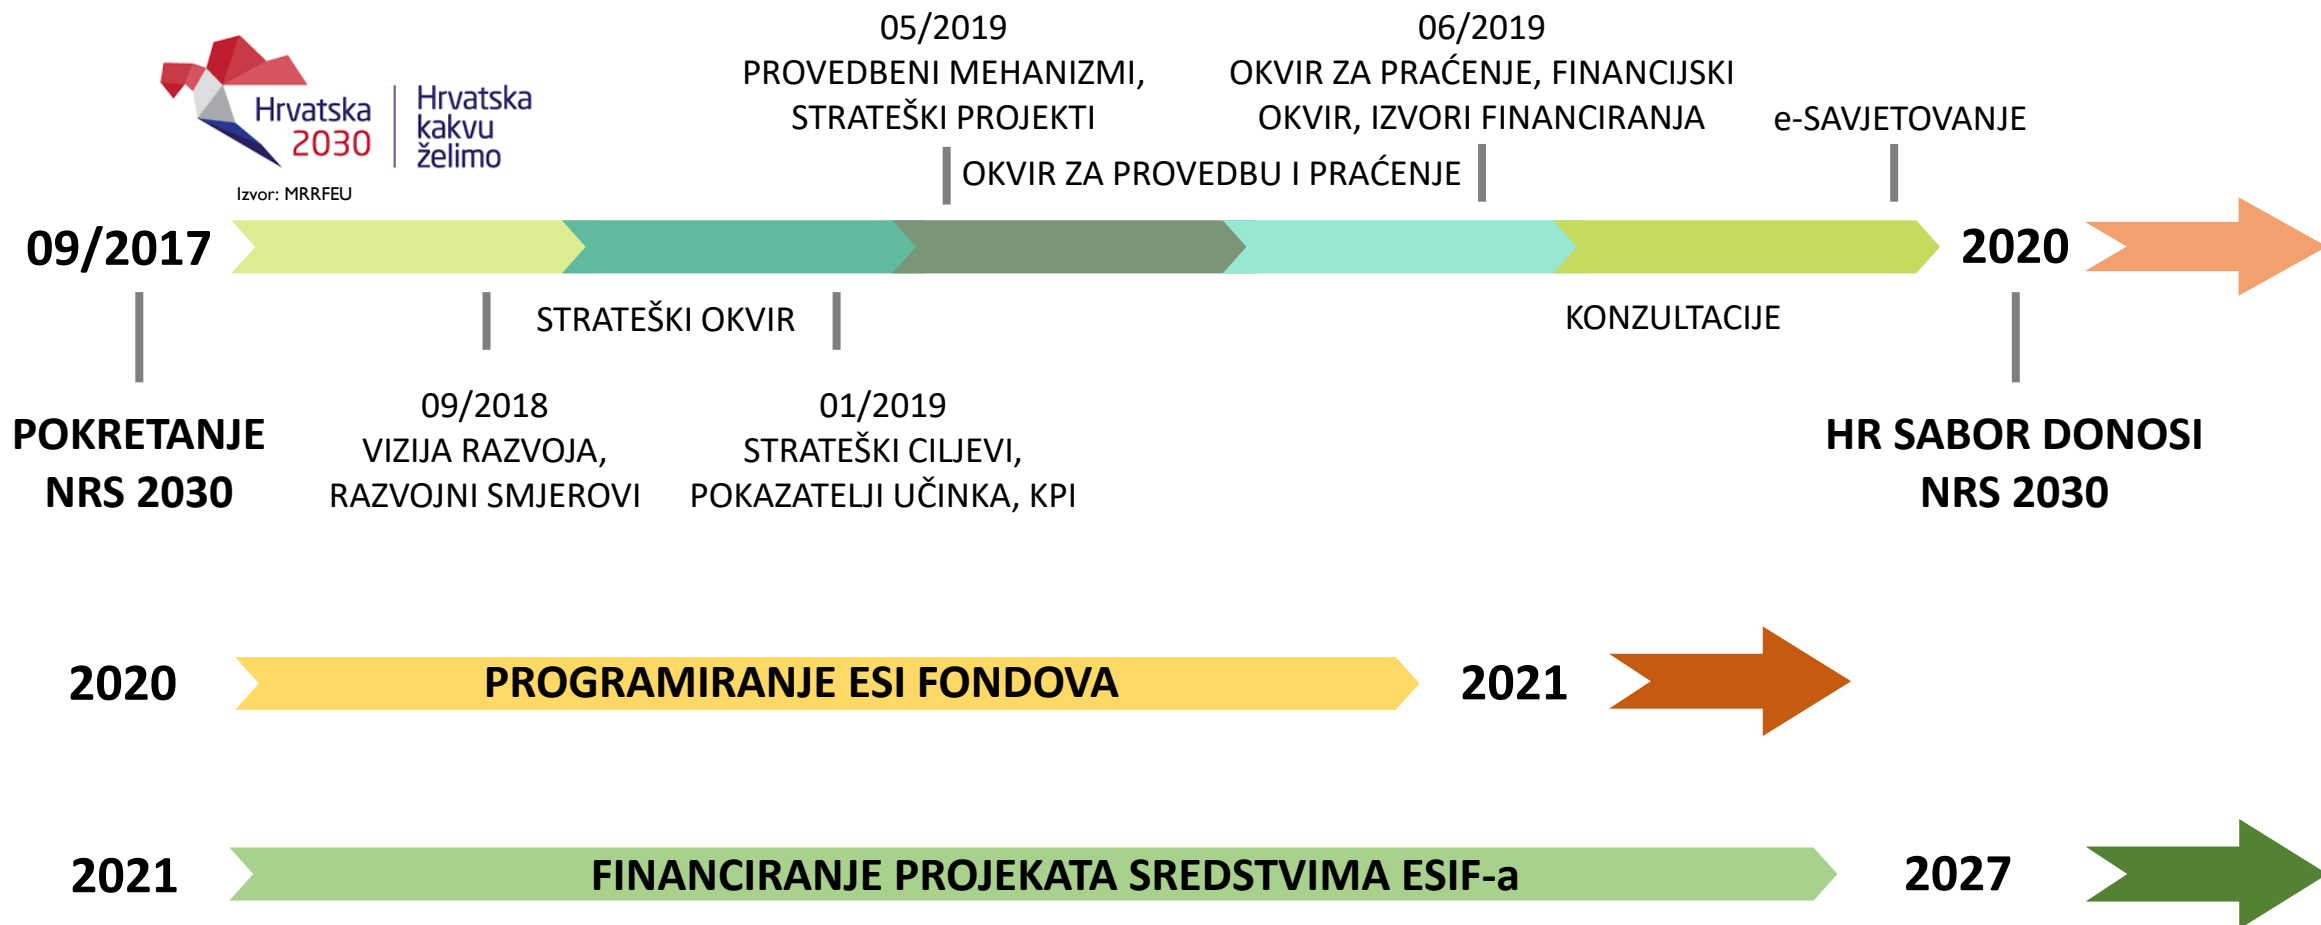 Hrvatska
2030
Hrvatska
kakvu
želimo
Izvor: MRRFEU
05/2019
PROVEDBENI MEHANIZMI,
STRATEŠKI PROJEKTI
06/2019
OKVIR ZA PRAĆENJE, FINANCIJSKI
OKVIR, IZVORI FINANCIRANJA
e-SAVJETOVANJE
OKVIR ZA PROVEDBU I PRAĆENJE
09/2017
2020
STRATEŠKI OKVIR
KONZULTACIJE
POKRETANJE
NRS 2030
09/2018
VIZIJA RAZVOJA,
RAZVOJNI SMJEROVI
01/2019
STRATEŠKI CILJEVI,
POKAZATELJI UČINKA, KPI
HR SABOR DONOSI
NRS 2030
2020
PROGRAMIRANJE ESI FONDOVA
2021
2021
FINANCIRANJE PROJEKATA SREDSTVIMA ESIF-a
2027